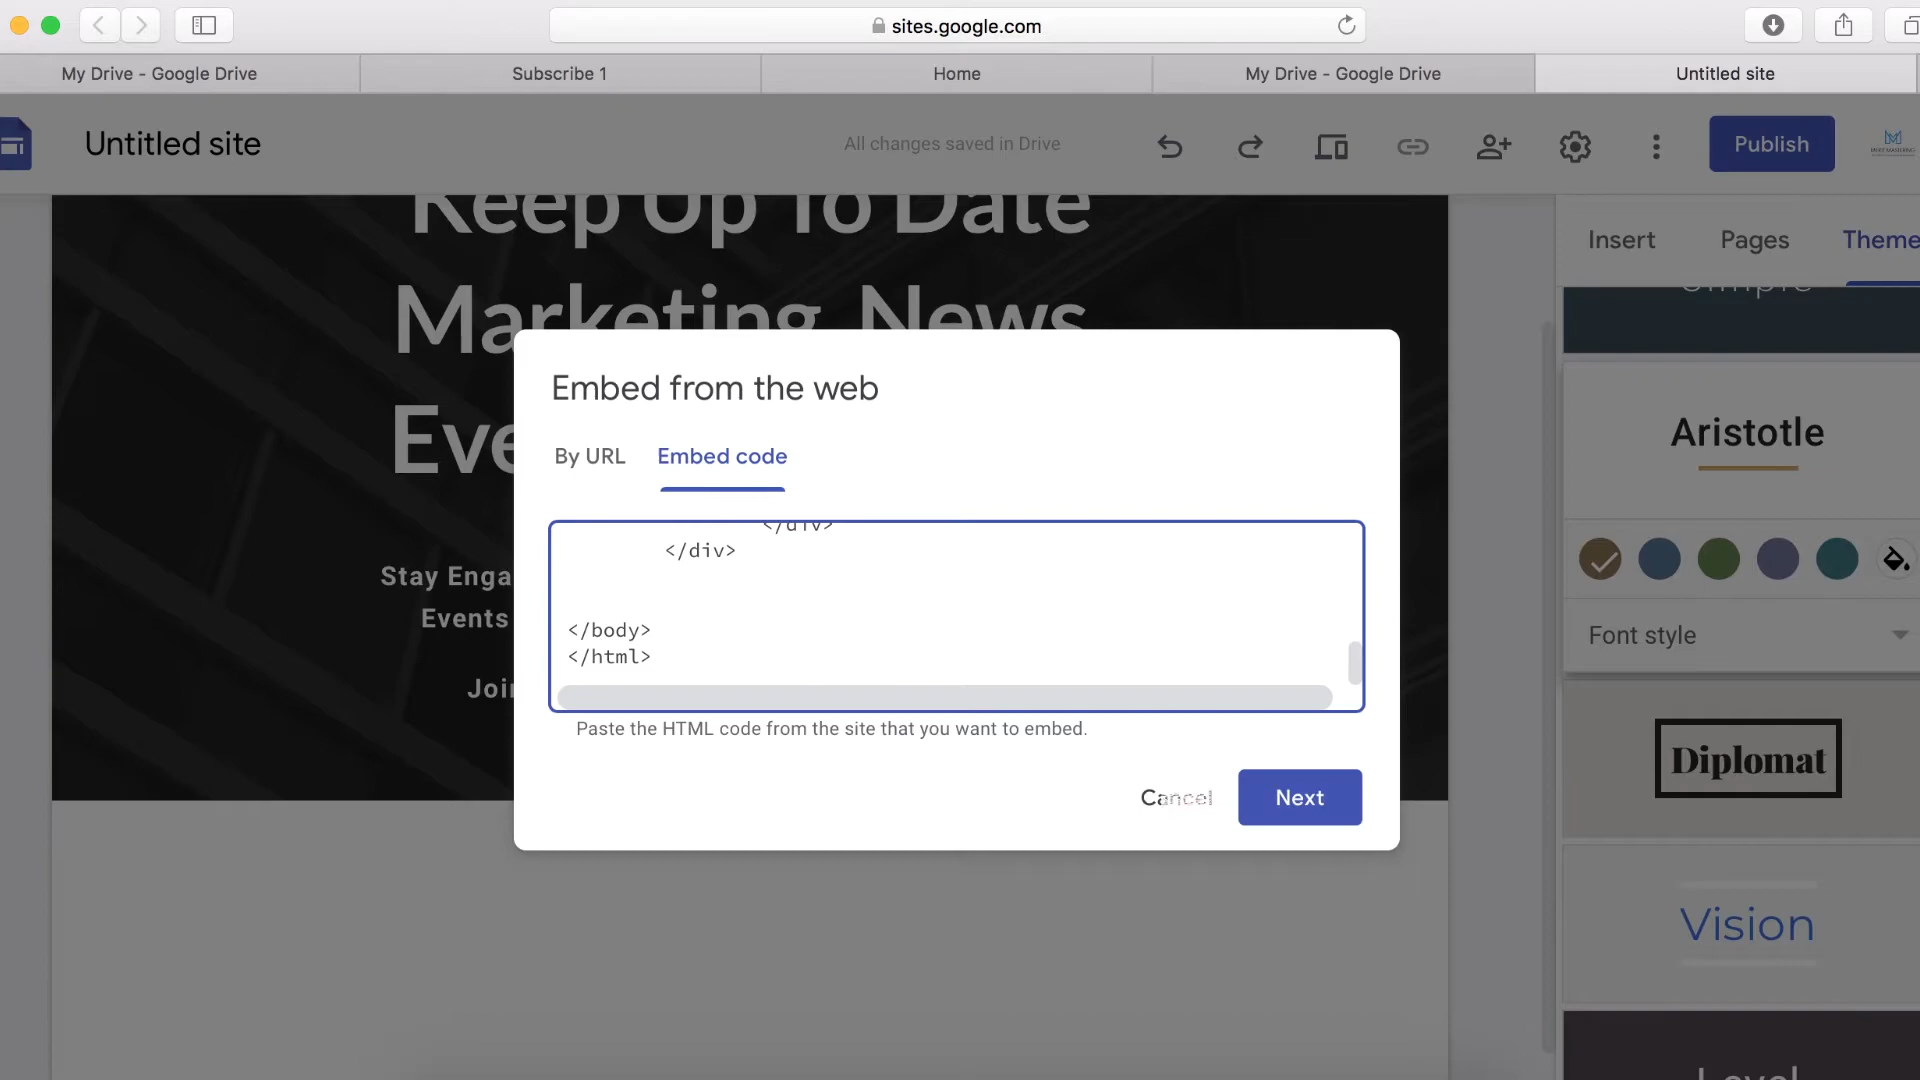 sites.google.com
My Drive - Google Drive
Subscribe 1
Home
My Drive - Google Drive
Untitled site
Untitled site
All changes saved in Drive
Publish
Keep Up To Date
Marketing, News
Insert
Pages
Theme
Simple
Aristotle
Embed from the web
By URL
Embed code
</div>
</div>
</body>
</html>
Paste the HTML code from the site that you want to embed.
Cancel
Next
Stay Enga
Events
Font style
Diplomat
Vision
Level